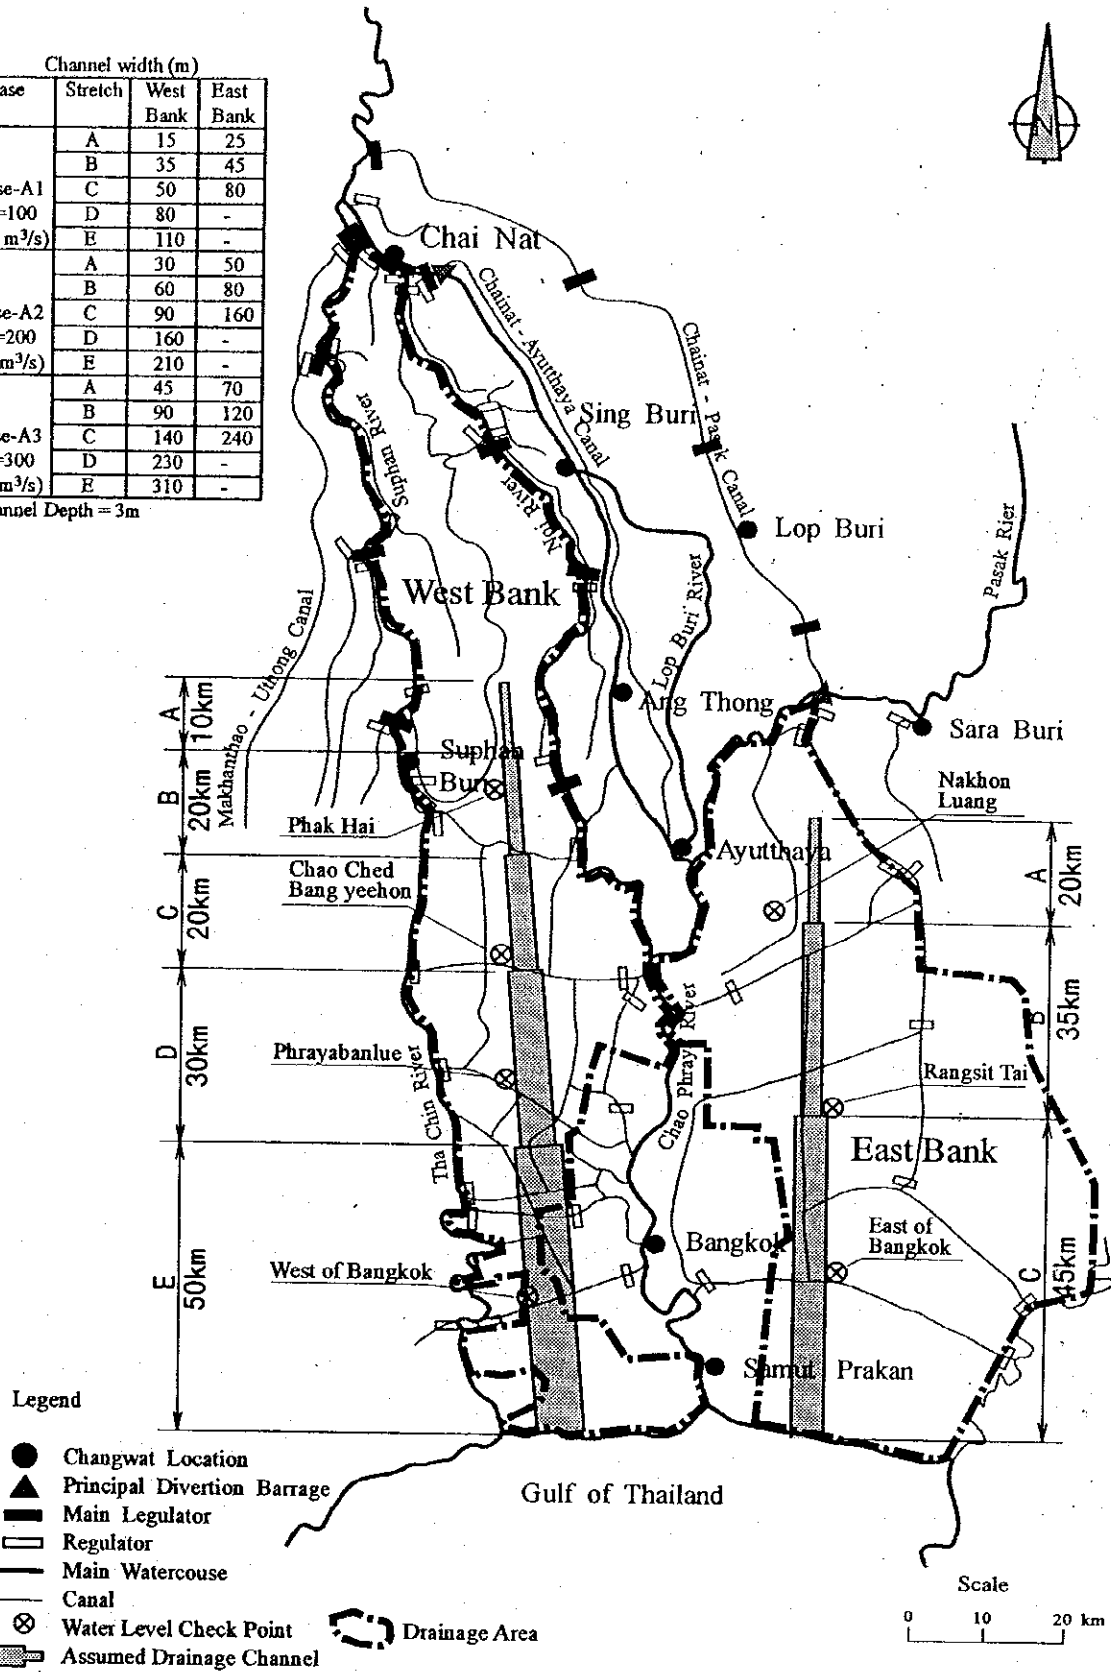 Channel width (m)
ase Stretch West Bank East Bank
A 15 25
B 35 45
se-A1 C 50 80
=100 D 80 -
m³/s) E 110 -
A 30 50
B 60 80
se-A2 C 90 160
=200 D 160 -
m³/s) E 210 -
A 45 70
B 90 120
se-A3 C 140 240
=300 D 230 -
m³/s) E 310 -
annel Depth = 3m
N
Chai Nat
Chainat - Ayutthaya Canal
Chainat - Pasak Canal
Sing Buri
Suphan River
Noi River
Lop Buri
Pasak Rier
West Bank
Lop Buri River
Makhanthao - Uthong Canal
Ang Thong
Sara Buri
A 10km
Suphan
Buri
B 20km
Nakhon
Luang
Phak Hai
Ayutthaya
A 20km
Chao Ched
Bang yeehon
C 20km
B 35km
Phrayabanlue
D 30km
Tha Chin River
Chao Phraya River
Rangsit Tai
East Bank
East of
Bangkok
Bangkok
West of Bangkok
E 50km
C 45km
Samut Prakan
Gulf of Thailand
Legend
Changwat Location
Principal Divertion Barrage
Main Legulator
Regulator
Main Watercouse
Canal
Water Level Check Point
Drainage Area
Assumed Drainage Channel
Scale
0 10 20 km